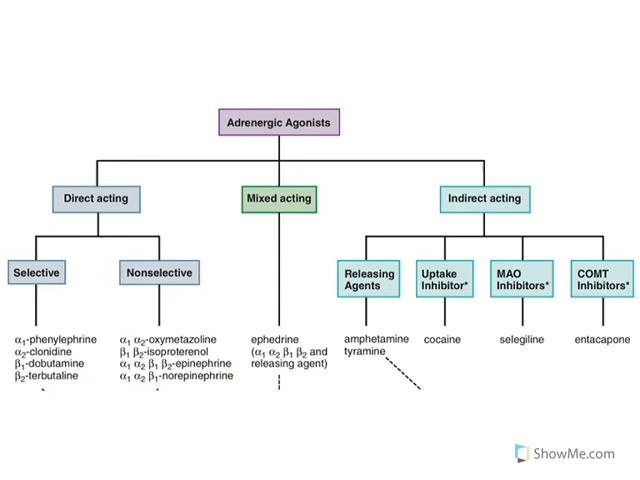 Adrenergic Agonists
Direct acting
Mixed acting
Indirect acting
Selective
Nonselective
Releasing
Agents
Uptake
Inhibitor*
MAO
Inhibitors*
COMT
Inhibitors*
α₁-phenylephrine
α₂-clonidine
β₁-dobutamine
β₂-terbutaline
α₁ α₂-oxymetazoline
β₁ β₂-isoproterenol
α₁ α₂ β₁ β₂-epinephrine
α₁ α₂ β₁-norepinephrine
ephedrine
(α₁ α₂ β₁ β₂ and
releasing agent)
amphetamine
tyramine
cocaine
selegiline
entacapone
ShowMe.com